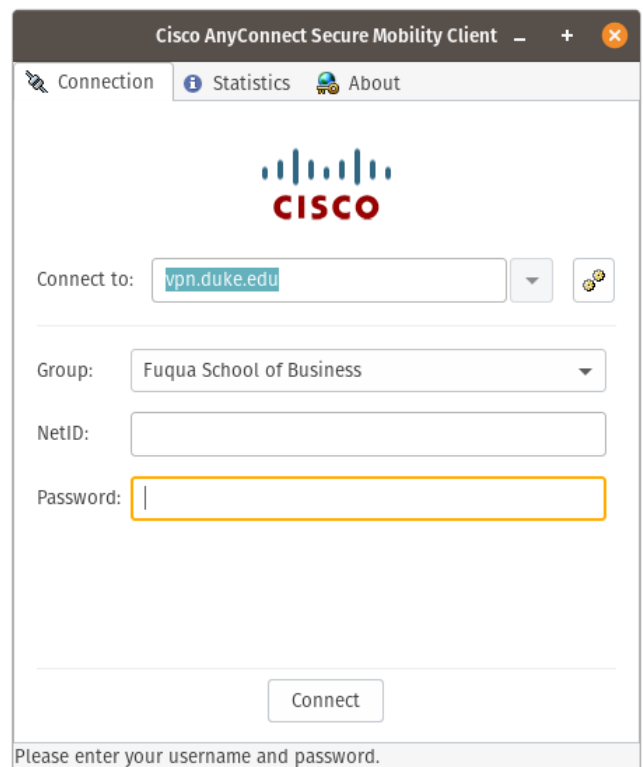 Cisco AnyConnect Secure Mobility Client
Connection Statistics About
CISCO
Connect to: vpn.duke.edu
Group: Fuqua School of Business
NetID:
Password:
Connect
Please enter your username and password.